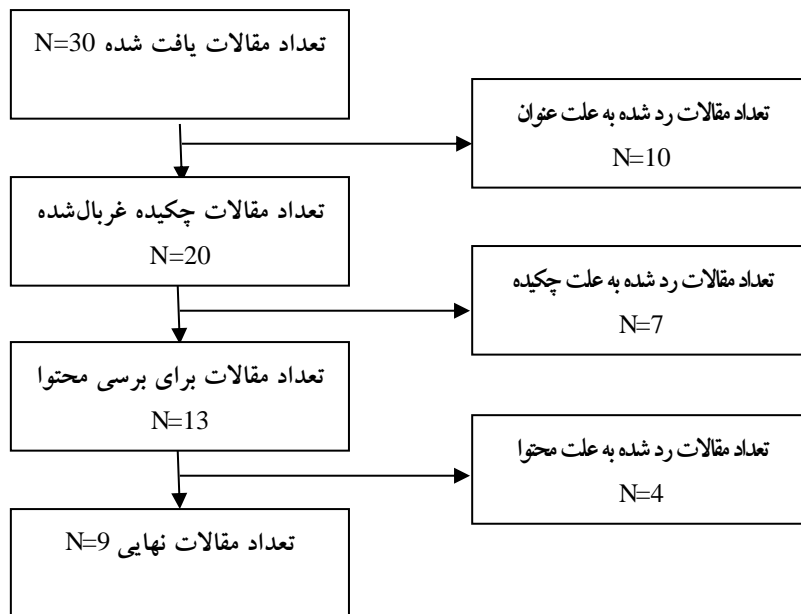 تعداد مقالات یافت شده N=30
تعداد مقالات رد شده به علت عنوان
N=10
تعداد مقالات چکیده غربال‌شده
N=20
تعداد مقالات رد شده به علت چکیده
N=7
تعداد مقالات برای برسی محتوا
N=13
تعداد مقالات رد شده به علت محتوا
N=4
تعداد مقالات نهایی N=9